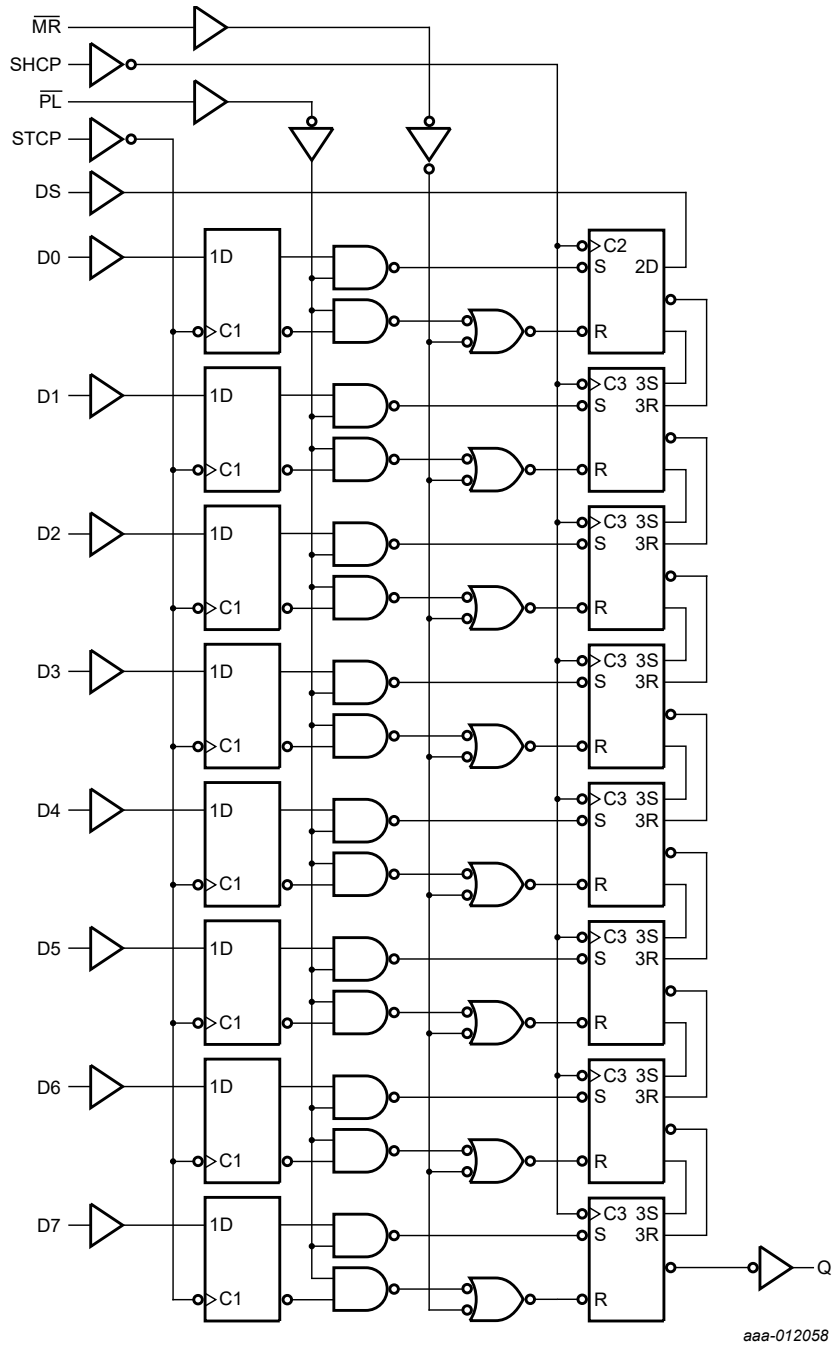 M̅R̅
SHCP
P̅L̅
STCP
DS
D0 1D C2
S 2D
C1 R
D1 1D C3 3S
S 3R
C1 R
D2 1D C3 3S
S 3R
C1 R
D3 1D C3 3S
S 3R
C1 R
D4 1D C3 3S
S 3R
C1 R
D5 1D C3 3S
S 3R
C1 R
D6 1D C3 3S
S 3R
C1 R
D7 1D C3 3S
S 3R
Q
C1 R
aaa-012058